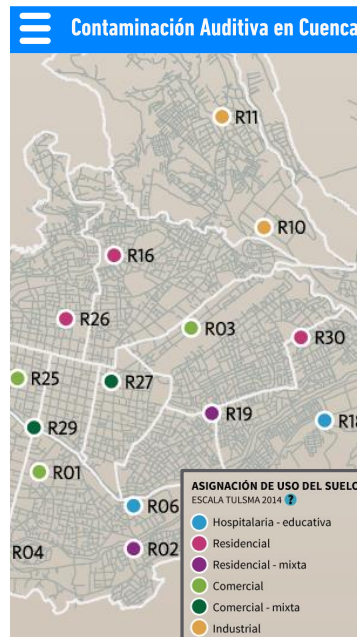 Contaminación Auditiva en Cuenca
R11
R10
R16
R26
R03
R30
R25
R27
R19
R29
R18
R01
R06
R02
R04
ASIGNACIÓN DE USO DEL SUELO
ESCALA TULSMA 2014 ?
Hospitalaria - educativa
Residencial
Residencial - mixta
Comercial
Comercial - mixta
Industrial